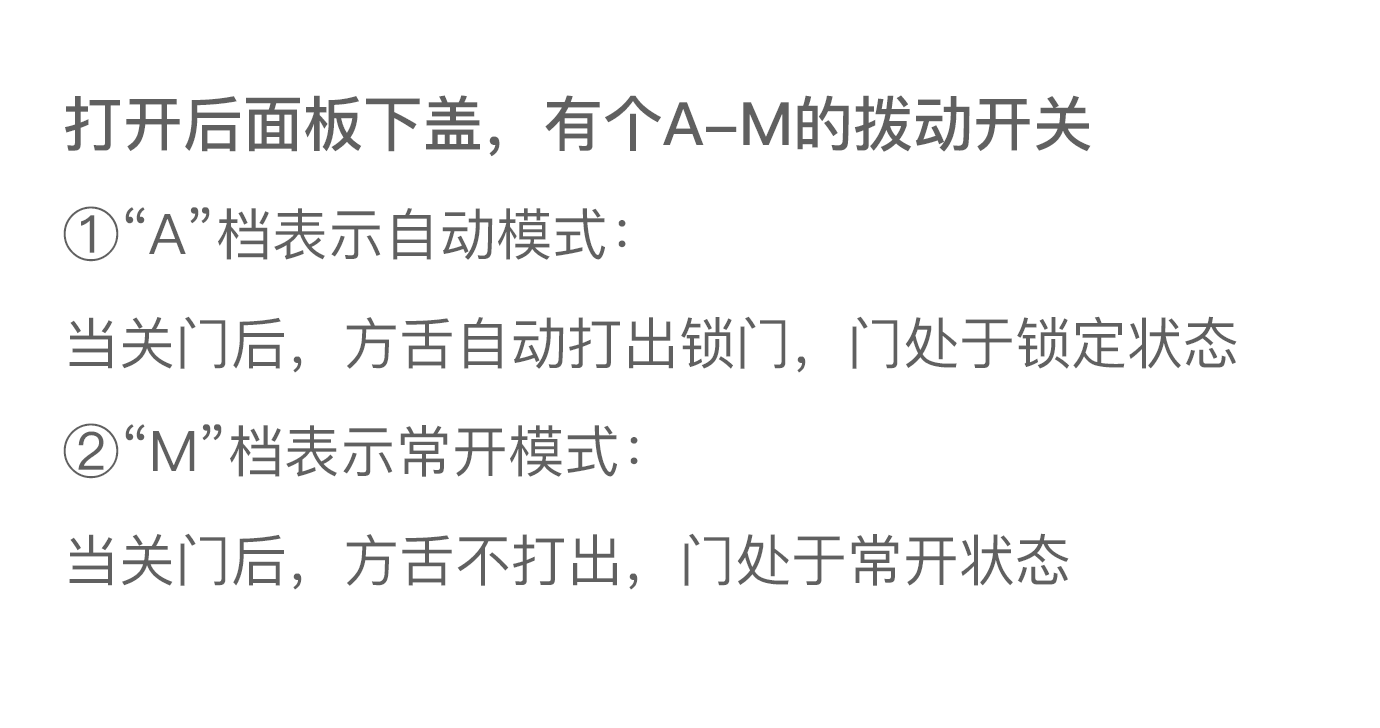 打开后面板下盖，有个A-M的拨动开关
①“A”档表示自动模式：
当关门后，方舌自动打出锁门，门处于锁定状态
②“M”档表示常开模式：
当关门后，方舌不打出，门处于常开状态